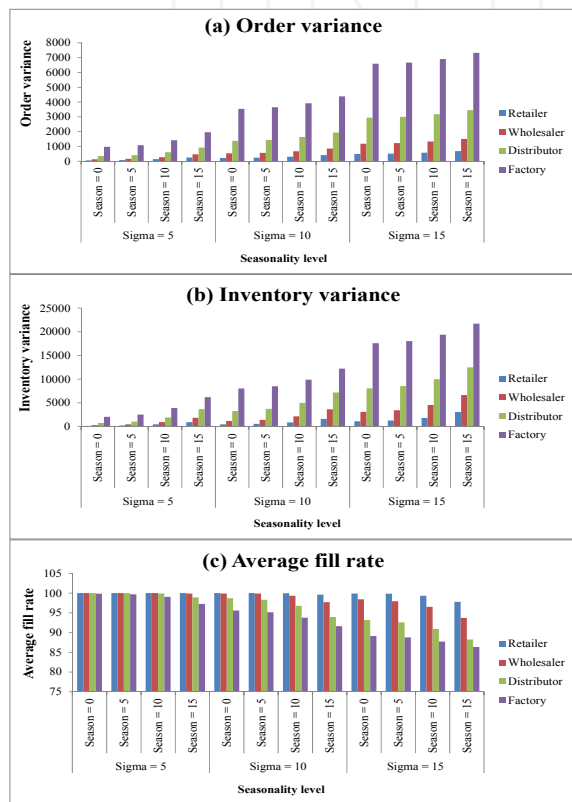 (a) Order variance
Order variance
8000
7000
6000
5000
4000
3000
2000
1000
0
Season = 0
Season = 5
Season = 10
Season = 15
Season = 0
Season = 5
Season = 10
Season = 15
Season = 0
Season = 5
Season = 10
Season = 15
Sigma = 5
Sigma = 10
Sigma = 15
Seasonality level
Retailer
Wholesaler
Distributor
Factory
(b) Inventory variance
Inventory variance
25000
20000
15000
10000
5000
0
Season = 0
Season = 5
Season = 10
Season = 15
Season = 0
Season = 5
Season = 10
Season = 15
Season = 0
Season = 5
Season = 10
Season = 15
Sigma = 5
Sigma = 10
Sigma = 15
Seasonality level
Retailer
Wholesaler
Distributor
Factory
(c) Average fill rate
Average fill rate
105
100
95
90
85
80
75
Season = 0
Season = 5
Season = 10
Season = 15
Season = 0
Season = 5
Season = 10
Season = 15
Season = 0
Season = 5
Season = 10
Season = 15
Sigma = 5
Sigma = 10
Sigma = 15
Seasonality level
Retailer
Wholesaler
Distributor
Factory